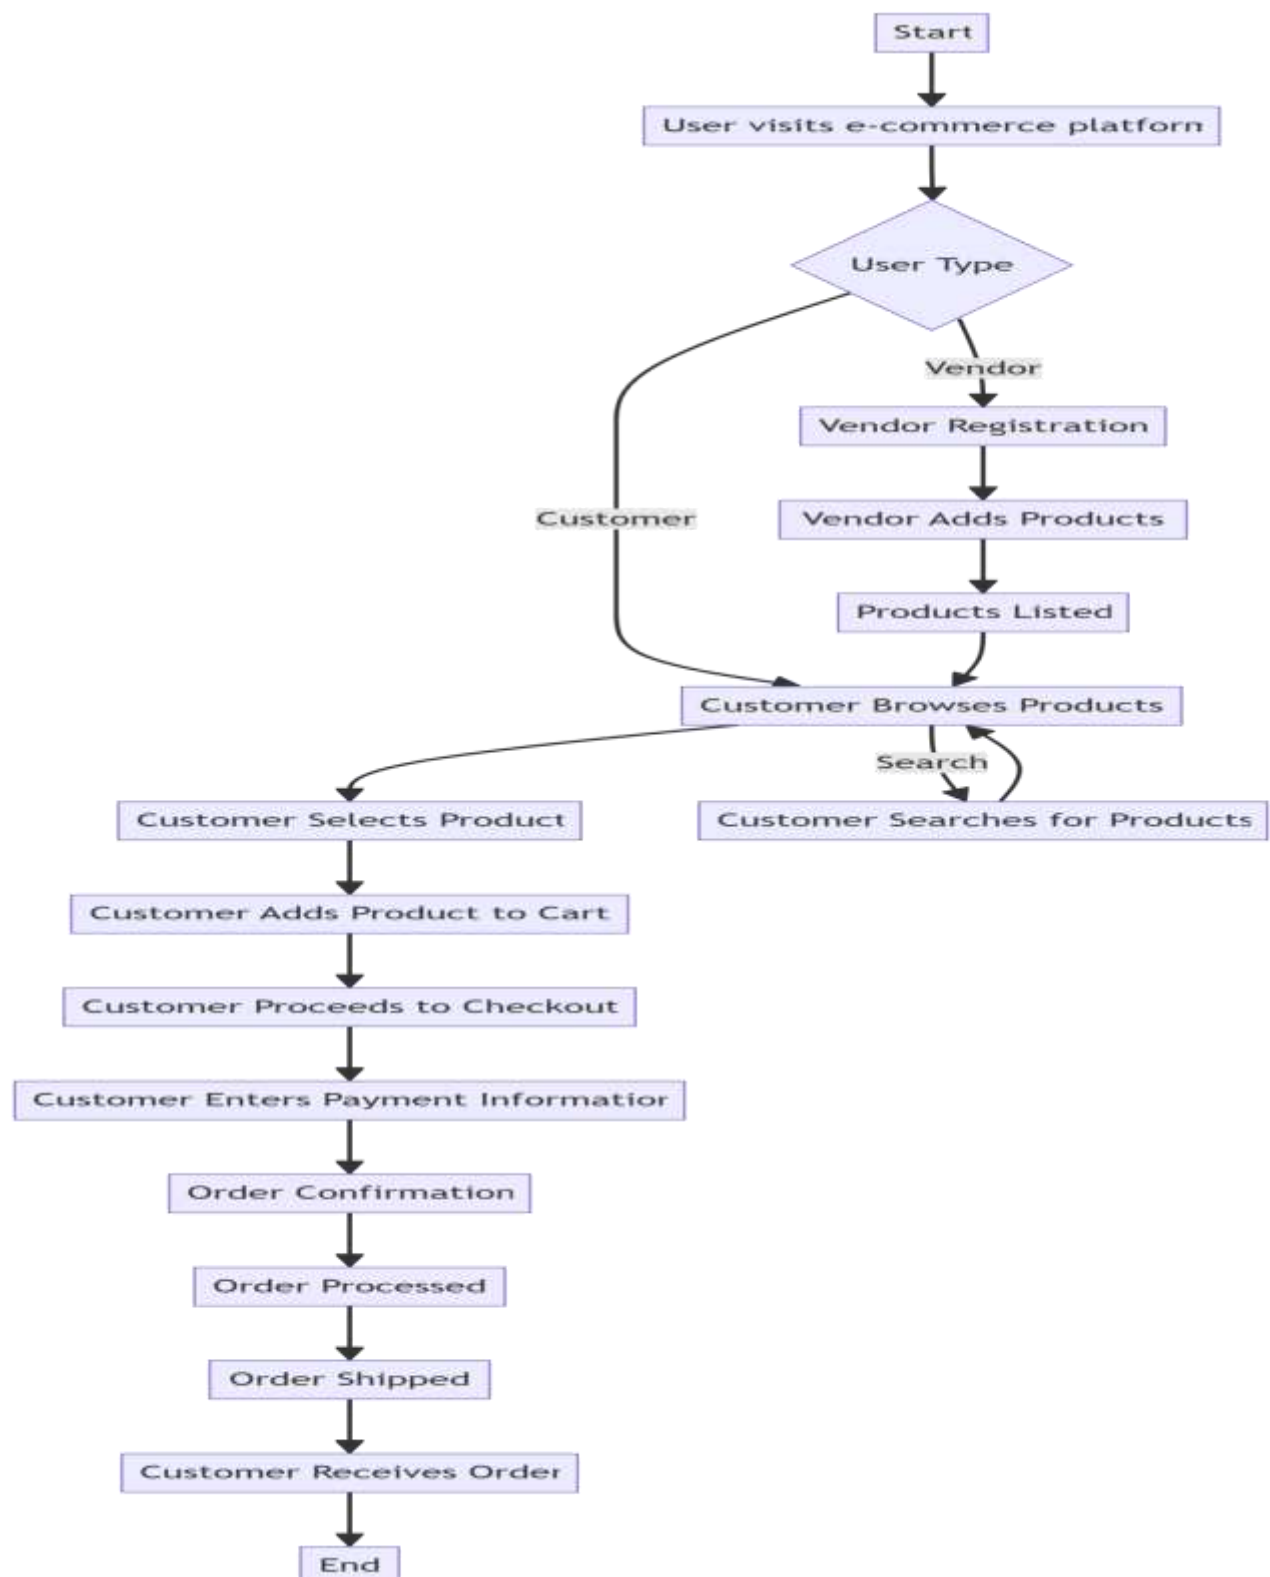 Start
User visits e-commerce platform
User Type
Vendor
Vendor Registration
Customer
Vendor Adds Products
Products Listed
Customer Browses Products
Search
Customer Selects Product
Customer Searches for Products
Customer Adds Product to Cart
Customer Proceeds to Checkout
Customer Enters Payment Information
Order Confirmation
Order Processed
Order Shipped
Customer Receives Order
End